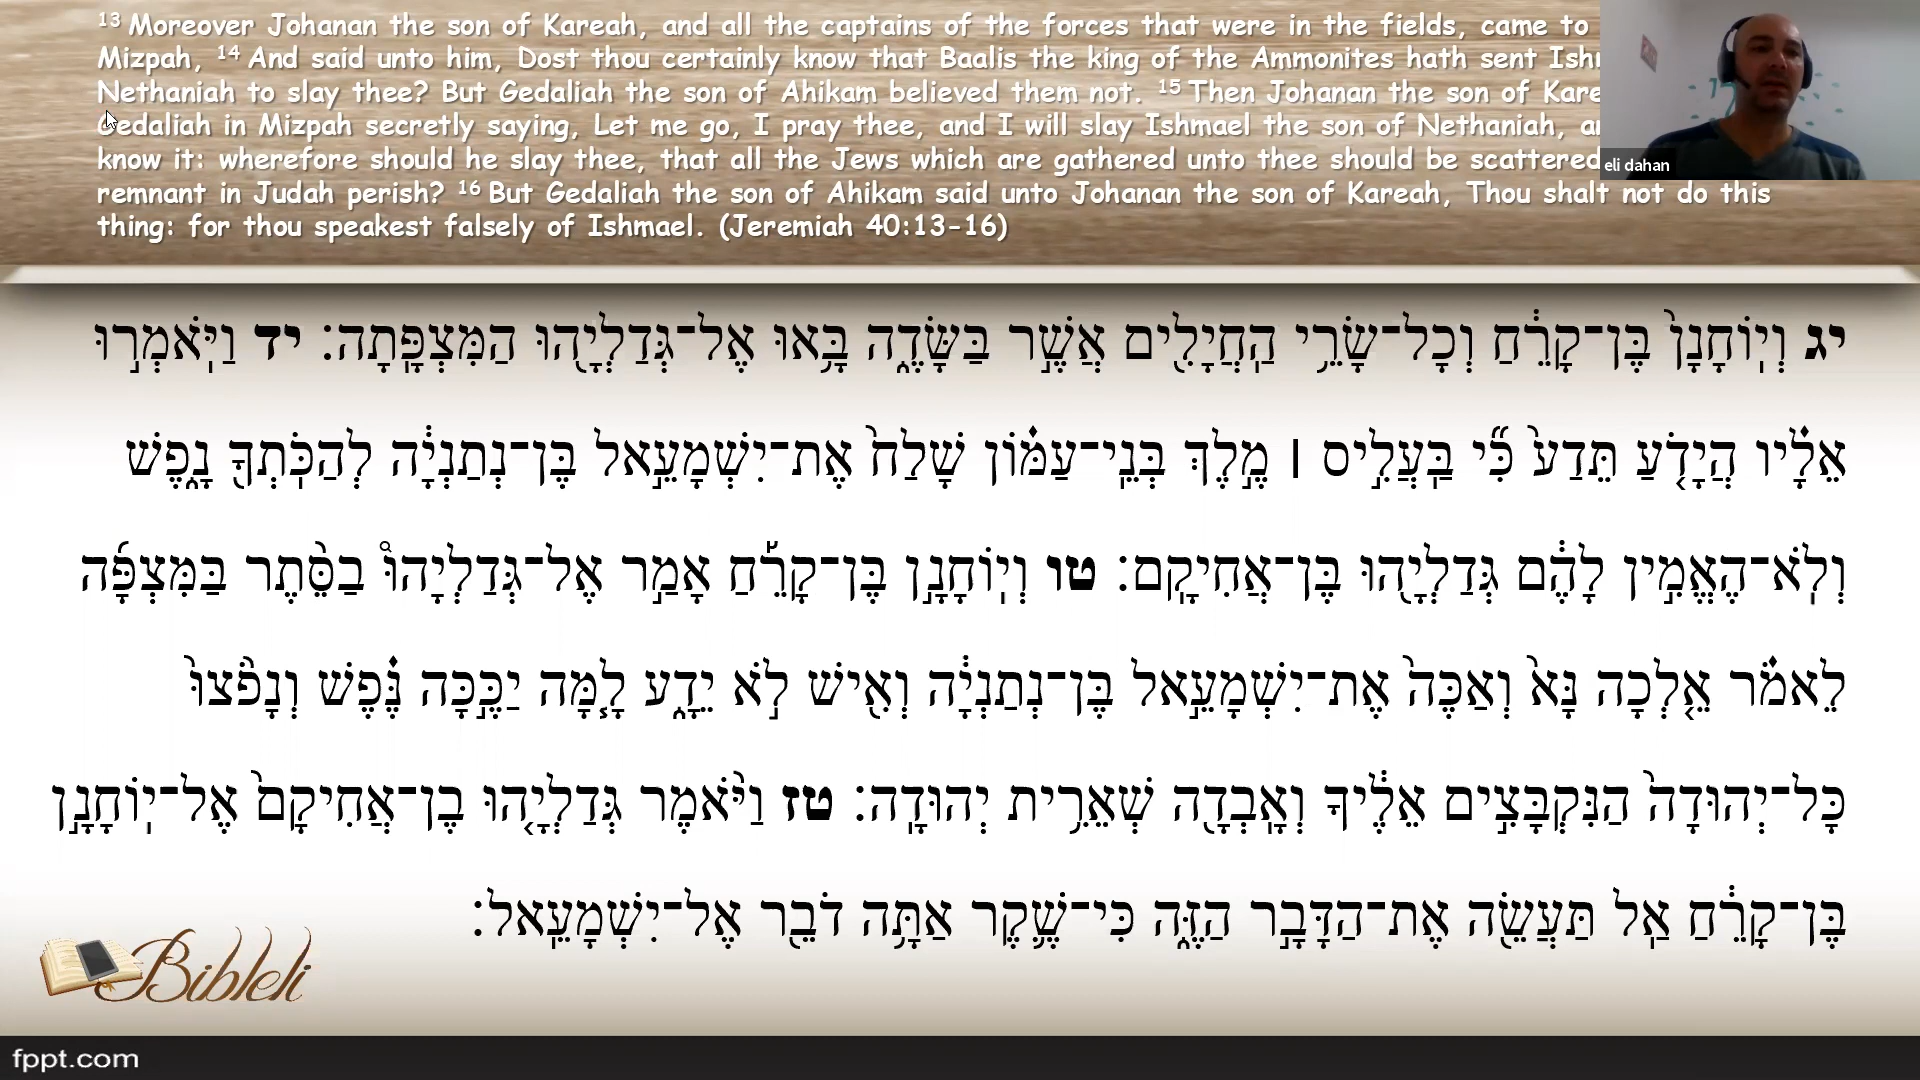 13 Moreover Johanan the son of Kareah, and all the captains of the forces that were in the fields, came to
Mizpah, 14 And said unto him, Dost thou certainly know that Baalis the king of the Ammonites hath sent
Nethaniah to slay thee? But Gedaliah the son of Ahikam believed them not. 15 Then Johanan the son of
Gedaliah in Mizpah secretly saying, Let me go, I pray thee, and I will slay Ishmael the son of Nethaniah,
know it: wherefore should he slay thee, that all the Jews which are gathered unto thee should be scattered
eli dahan
remnant in Judah perish? 16 But Gedaliah the son of Ahikam said unto Johanan the son of Kareah, Thou shalt not do this
thing: for thou speakest falsely of Ishmael. (Jeremiah 40:13-16)
יג וְיֽוֹחָנָן֙ בֶּן־קָרֵ֔חַ וְכׇל־שָׂרֵ֥י הַֽחֲיָלִ֖ים אֲשֶׁ֣ר בַּשָּׂדֶ֑ה בָּ֥אוּ אֶל־גְּדַלְיָ֖הוּ הַמִּצְפָּֽתָה׃ יד וַיֹּֽאמְר֣וּ
אֵלָ֗יו הֲיָדֹ֤עַ תֵּדַע֙ כִּ֞י בַּֽעֲלִ֣יס ׀ מֶ֣לֶךְ בְּנֵֽי־עַמּ֗וֹן שָׁלַח֙ אֶת־יִשְׁמָעֵ֣אל בֶּן־נְתַנְיָ֔ה לְהַכֹּֽתְךָ֖ נָ֑פֶשׁ
וְלֹֽא־הֶאֱמִ֣ין לָהֶ֔ם גְּדַלְיָ֖הוּ בֶּן־אֲחִיקָֽם׃ טו וְיֽוֹחָנָ֣ן בֶּן־קָרֵ֡חַ אָמַ֣ר אֶל־גְּדַלְיָהוּ֩ בַסֵּ֨תֶר בַּמִּצְפָּ֜ה
לֵאמֹ֗ר אֵ֤לְכָה נָּא֙ וְאַכֶּה֙ אֶת־יִשְׁמָעֵ֣אל בֶּן־נְתַנְיָ֔ה וְאִ֖ישׁ לֹ֣א יֵדָ֑ע לָ֧מָּה יַכֶּ֣כָּה נֶּ֗פֶשׁ וְנָפֹ֙צוּ֙
כׇּל־יְהוּדָה֙ הַנִּקְבָּצִ֣ים אֵלֶ֔יךָ וְאָבְדָ֖ה שְׁאֵרִ֥ית יְהוּדָֽה׃ טז וַיֹּ֨אמֶר גְּדַלְיָ֤הוּ בֶן־אֲחִיקָם֙ אֶל־יֽוֹחָנָ֣ן
בֶּן־קָרֵ֔חַ אַֽל תַּעֲשֵׂ֖ה אֶת־הַדָּבָ֣ר הַזֶּ֑ה כִּי־שֶׁ֛קֶר אַתָּ֥ה דֹבֵ֖ר אֶל־יִשְׁמָעֵֽאל׃
Bibleli
fppt.com